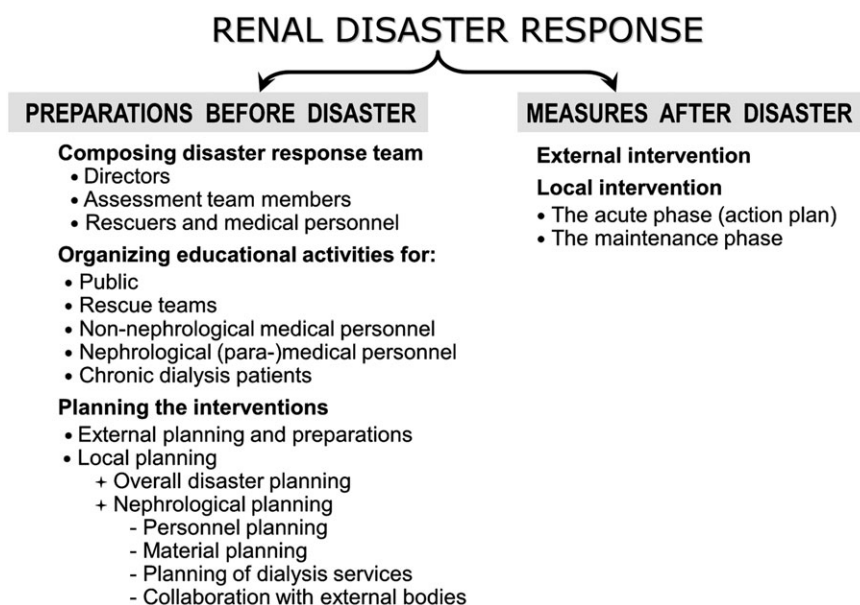 RENAL DISASTER RESPONSE
PREPARATIONS BEFORE DISASTER
Composing disaster response team
• Directors
• Assessment team members
• Rescuers and medical personnel
Organizing educational activities for:
• Public
• Rescue teams
• Non-nephrological medical personnel
• Nephrological (para-)medical personnel
• Chronic dialysis patients
Planning the interventions
• External planning and preparations
• Local planning
+ Overall disaster planning
+ Nephrological planning
- Personnel planning
- Material planning
- Planning of dialysis services
- Collaboration with external bodies
MEASURES AFTER DISASTER
External intervention
Local intervention
• The acute phase (action plan)
• The maintenance phase